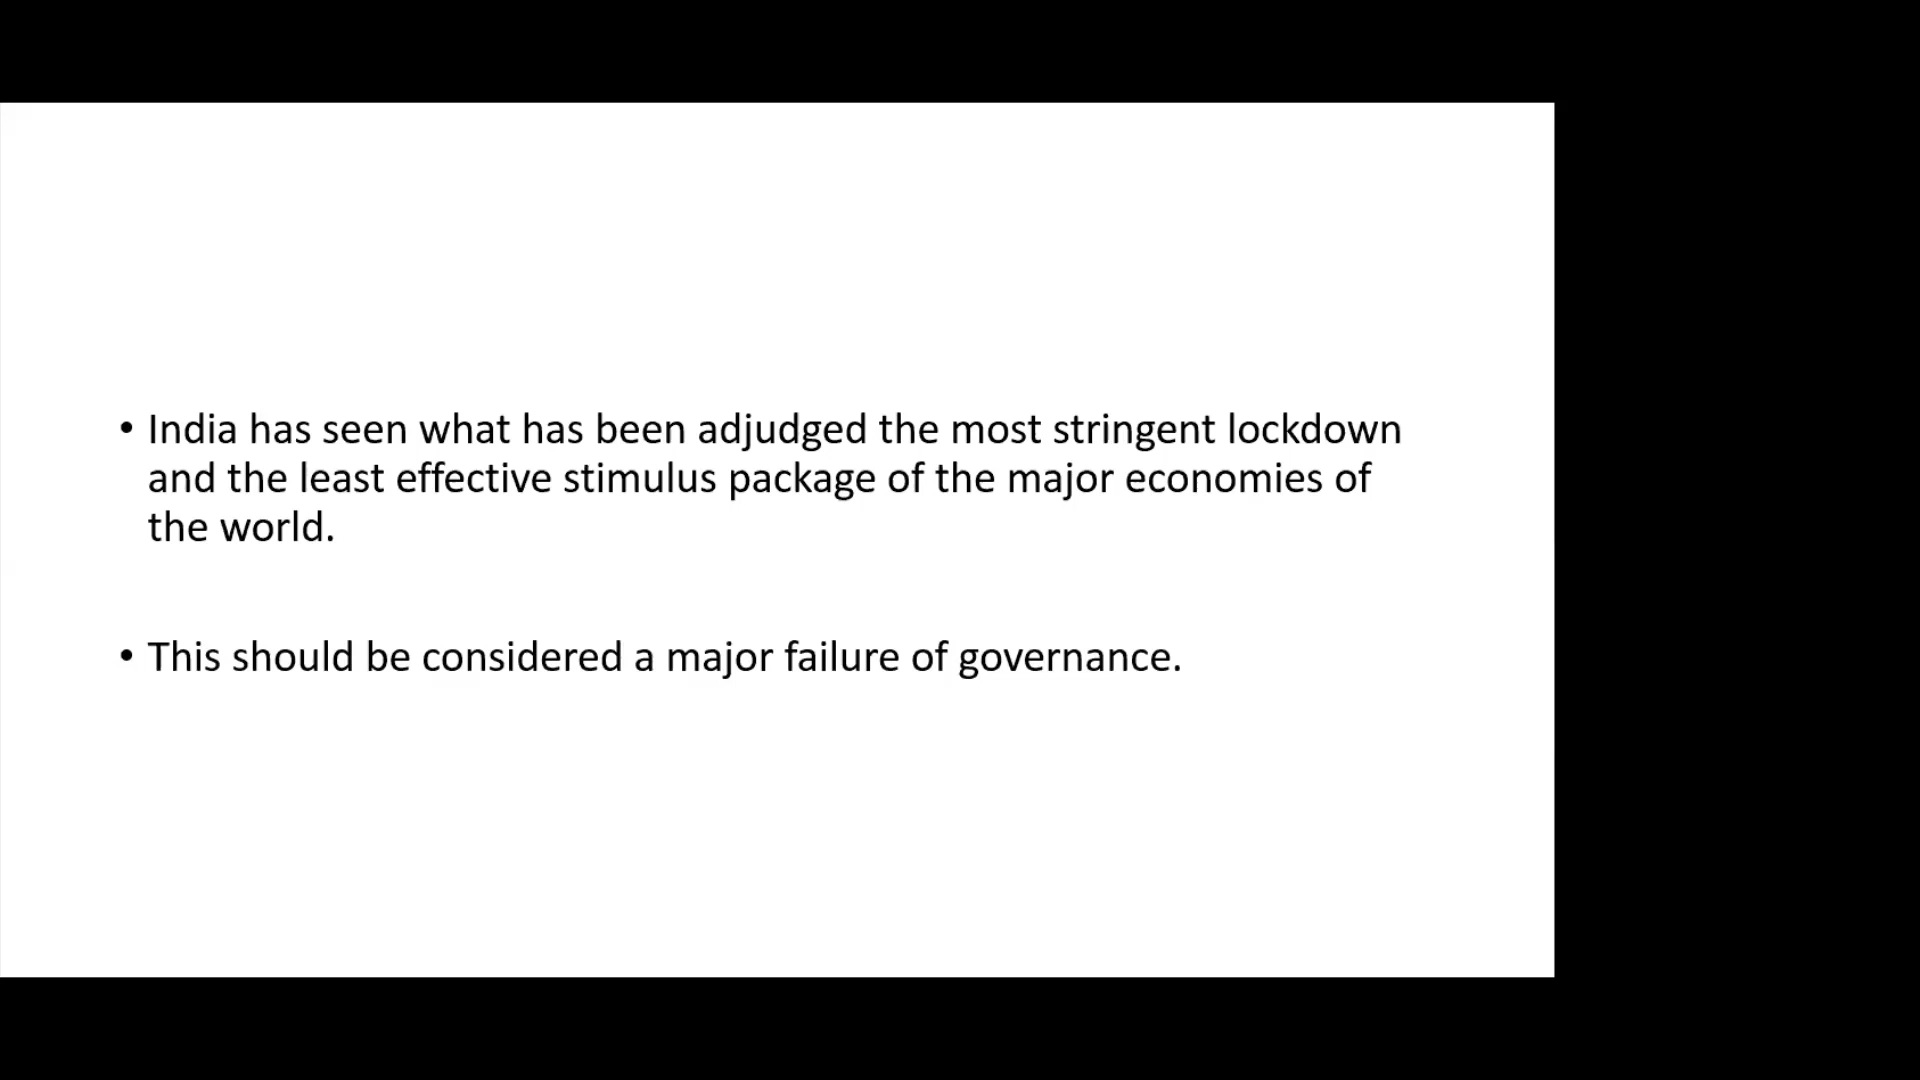 • India has seen what has been adjudged the most stringent lockdown
and the least effective stimulus package of the major economies of
the world.
• This should be considered a major failure of governance.